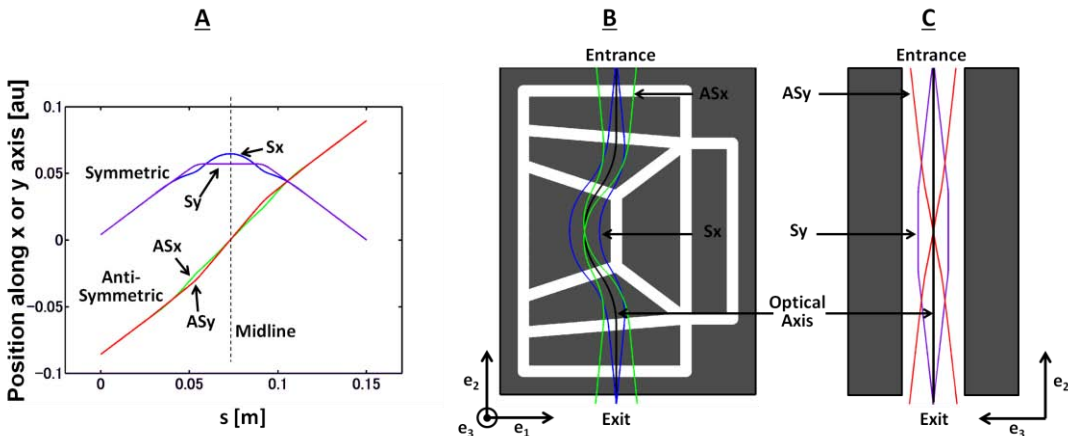 A
Position along x or y axis [au]
0.1
0.05
0
−0.05
−0.1
0
0.05
0.1
0.15
s [m]
Symmetric
Sx
Sy
ASx
Anti-
Symmetric
ASy
Midline
B
Entrance
ASx
Sx
Optical
Axis
Exit
e2
e3
e1
C
Entrance
ASy
Sy
Exit
e2
e3